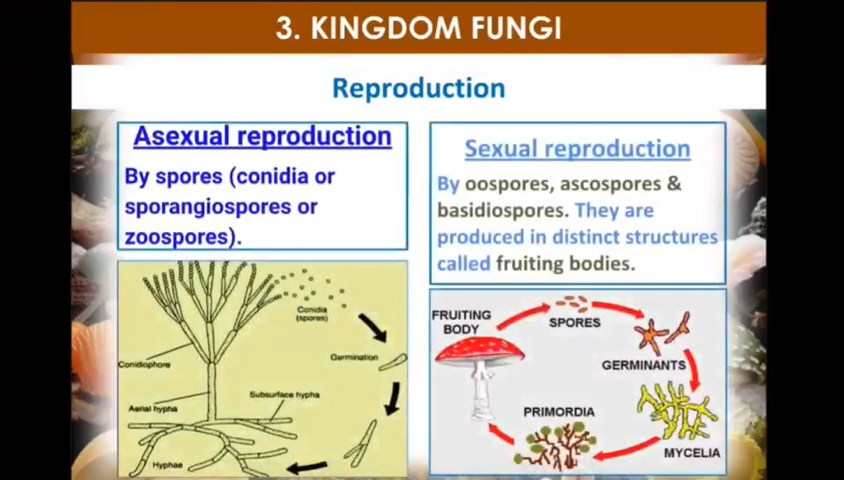 3. KINGDOM FUNGI
Reproduction
Asexual reproduction
By spores (conidia or
sporangiospores or
zoospores).
Sexual reproduction
By oospores, ascospores &
basidiospores. They are
produced in distinct structures
called fruiting bodies.
Conidia
(spores)
Germination
Conidiophore
Subsurface hypha
Aerial hypha
Hyphae
FRUITING
BODY
SPORES
GERMINANTS
PRIMORDIA
MYCELIA